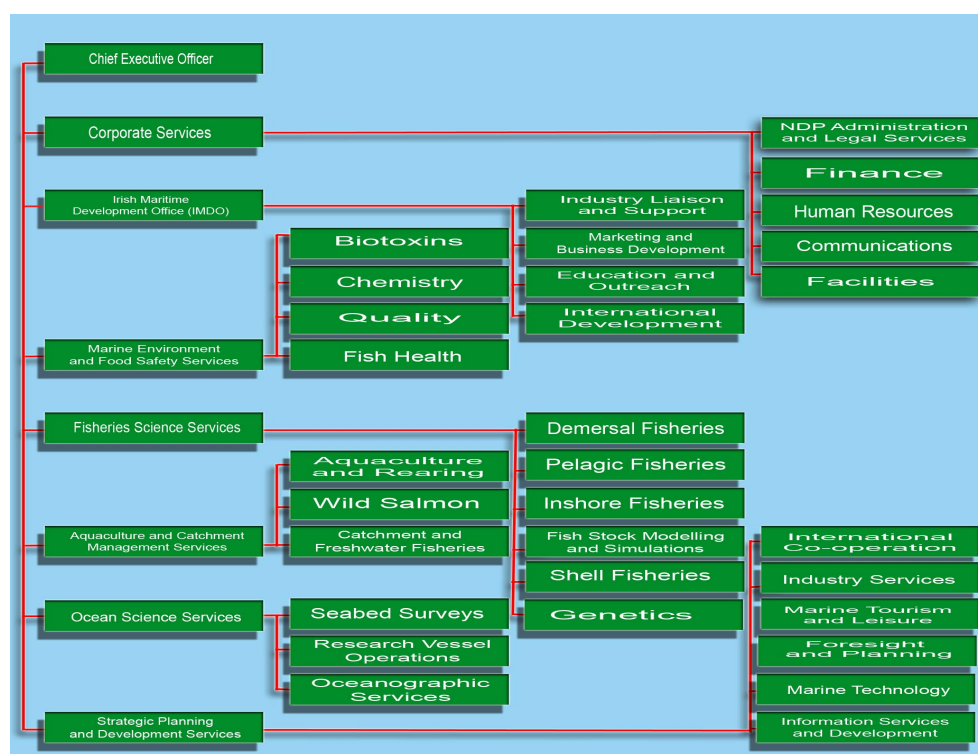 Chief Executive Officer
Corporate Services
NDP Administration
and Legal Services
Finance
Human Resources
Communications
Facilities
Irish Maritime
Development Office (IMDO)
Industry Liaison
and Support
Marketing and
Business Development
Education and
Outreach
International
Development
Marine Environment
and Food Safety Services
Biotoxins
Chemistry
Quality
Fish Health
Fisheries Science Services
Demersal Fisheries
Pelagic Fisheries
Inshore Fisheries
Fish Stock Modelling
and Simulations
Shell Fisheries
Genetics
Aquaculture and Catchment
Management Services
Aquaculture
and Rearing
Wild Salmon
Catchment and
Freshwater Fisheries
Ocean Science Services
Seabed Surveys
Research Vessel
Operations
Oceanographic
Services
Strategic Planning
and Development Services
International
Co-operation
Industry Services
Marine Tourism
and Leisure
Foresight
and Planning
Marine Technology
Information Services
and Development